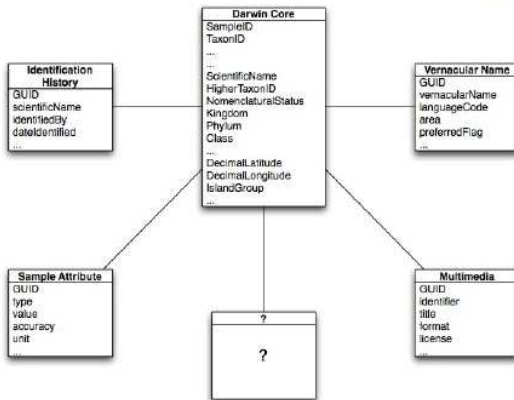 Darwin Core
SampleID
TaxonID
...
...
ScientificName
HigherTaxonID
NomenclaturalStatus
Kingdom
Phylum
Class
...
DecimalLatitude
DecimalLongitude
IslandGroup
...
Identification
History
GUID
scientificName
identifiedBy
dateIdentified
...
Vernacular Name
GUID
vernacularName
languageCode
area
preferredFlag
...
Sample Attribute
GUID
type
value
accuracy
unit
...
?
?
Multimedia
GUID
identifier
title
format
license
...